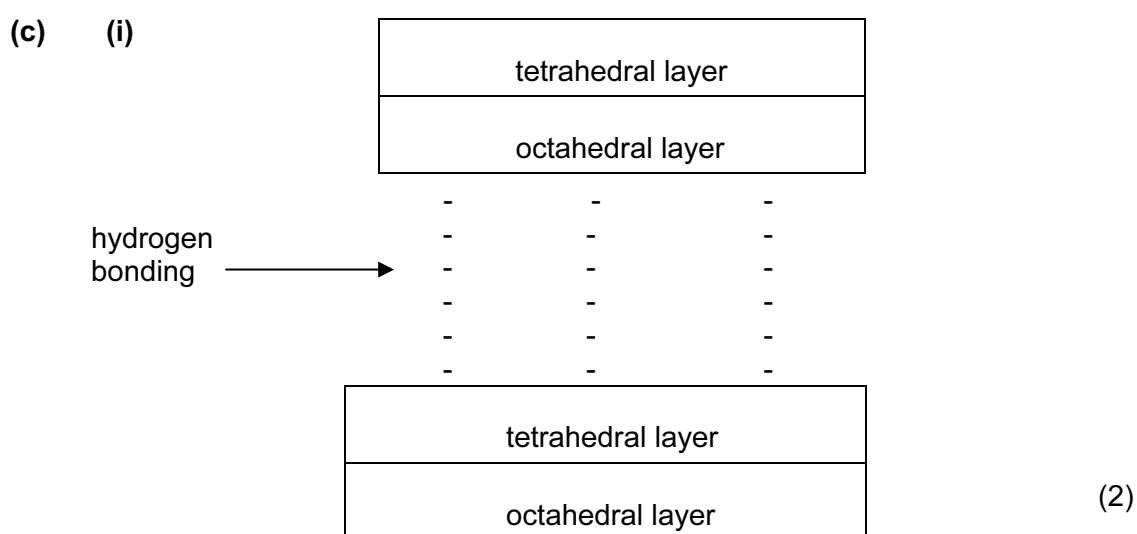 (c) (i)
tetrahedral layer
octahedral layer
- - -
hydrogen - - -
bonding - - -
- - -
- - -
- - -
tetrahedral layer
octahedral layer
(2)